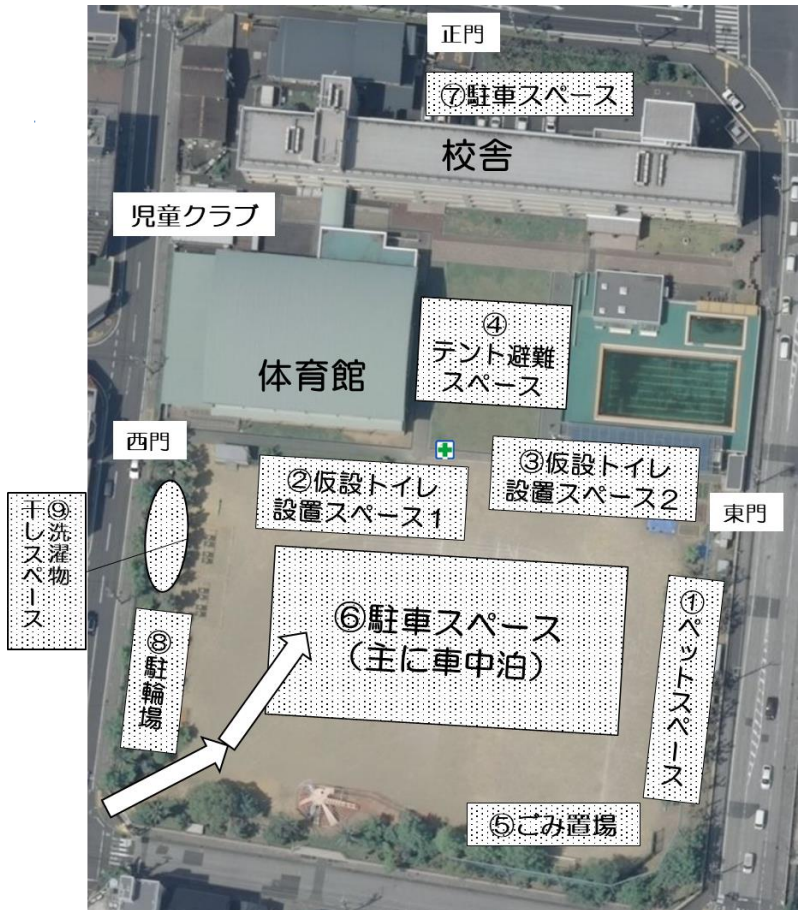 正門
⑦駐車スペース
校舎
児童クラブ
④
テント避難
スペース
体育館
西門
②仮設トイレ
設置スペース1
③仮設トイレ
設置スペース2
東門
⑨洗濯物
干しスペース
⑥駐車スペース
(主に車中泊)
①ペットスペース
⑧駐輪場
⑤ごみ置場